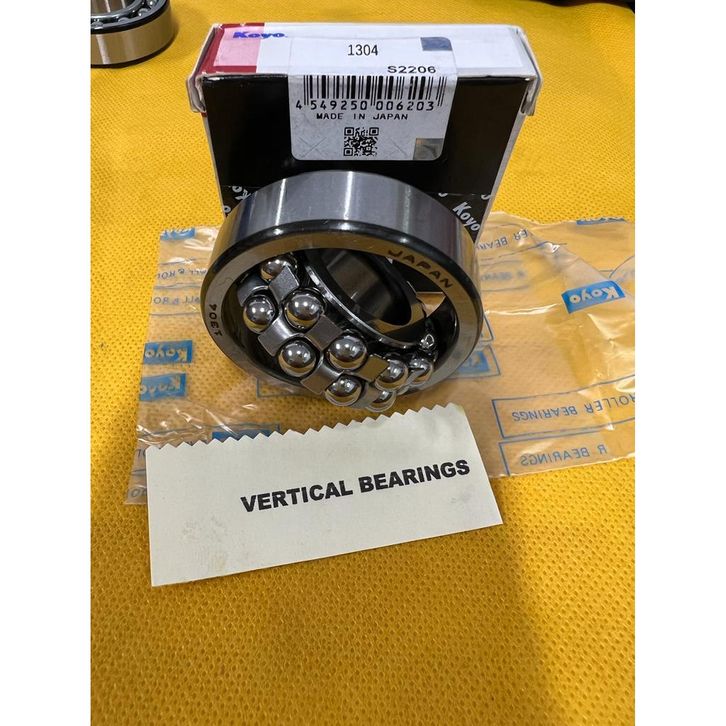 Koyo
1304
S2206
4 549250 006203
MADE IN JAPAN
Koyo
JAPAN
1304
R BEARINGS
Koyo
ROLLER BEARINGS
R BEARINGS
Koyo
Koyo
VERTICAL BEARINGS